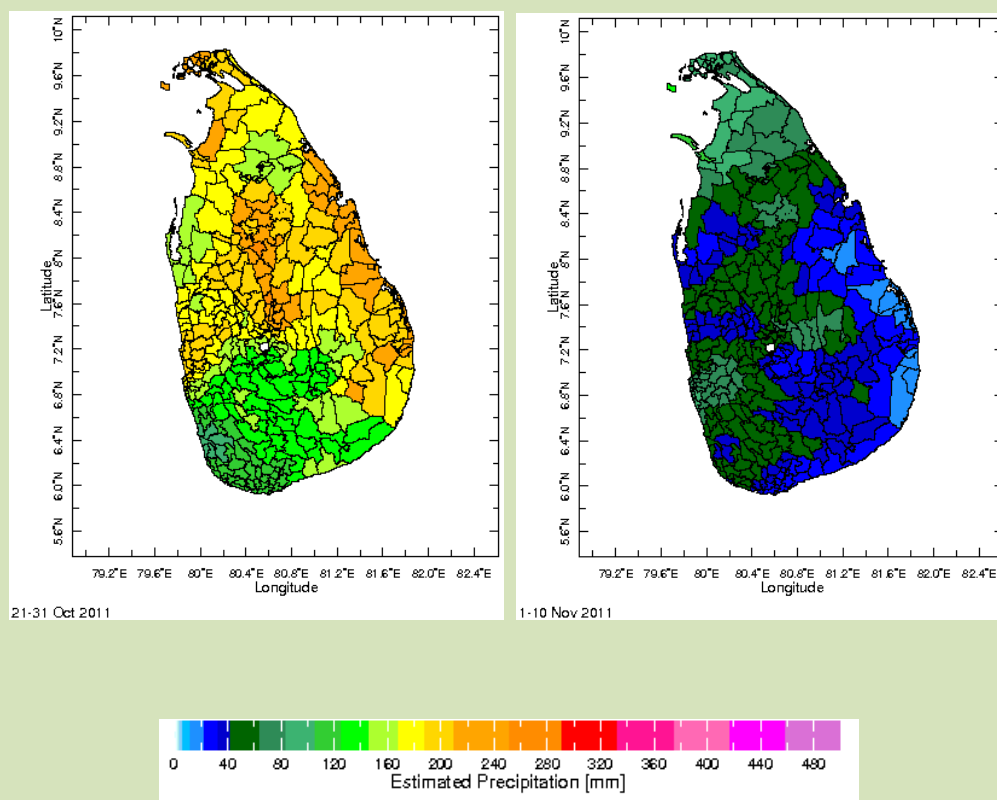 10°N
9.6°N
9.2°N
8.8°N
8.4°N
8°N
7.6°N
7.2°N
6.8°N
6.4°N
6.0°N
5.6°N
Latitude
79.2°E 79.6°E 80°E 80.4°E 80.8°E 81.2°E 81.6°E 82.0°E 82.4°E
Longitude
21-31 Oct 2011
10°N
9.6°N
9.2°N
8.8°N
8.4°N
8°N
7.6°N
7.2°N
6.8°N
6.4°N
6.0°N
5.6°N
Latitude
79.2°E 79.6°E 80°E 80.4°E 80.8°E 81.2°E 81.6°E 82.0°E 82.4°E
Longitude
1-10 Nov 2011
0 40 80 120 160 200 240 280 320 360 400 440 480
Estimated Precipitation [mm]